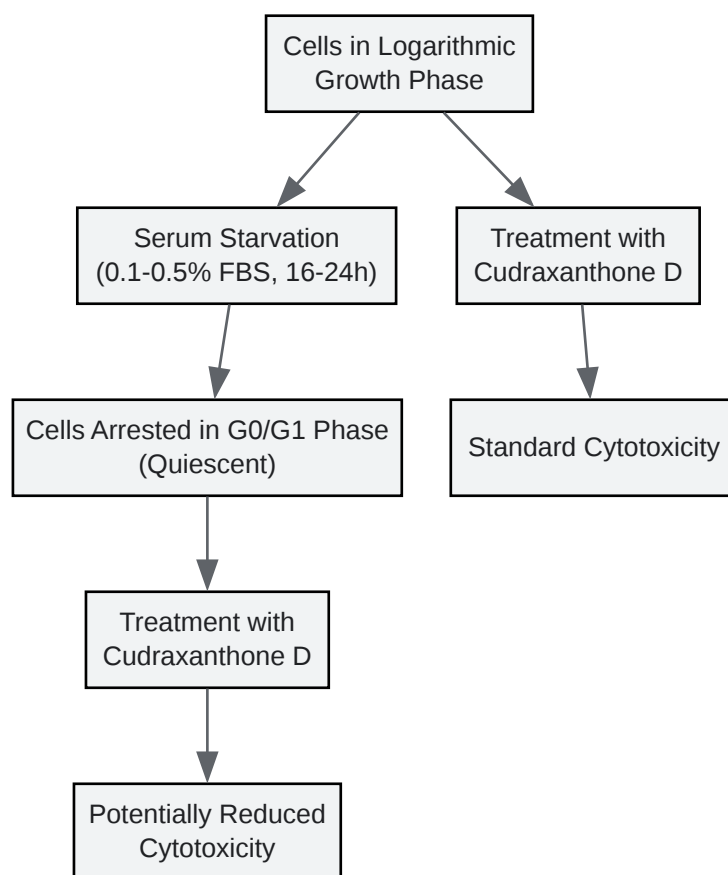 Cells in Logarithmic
Growth Phase
Serum Starvation
(0.1-0.5% FBS, 16-24h)
Treatment with
Cudraxanthone D
Cells Arrested in G0/G1 Phase
(Quiescent)
Standard Cytotoxicity
Treatment with
Cudraxanthone D
Potentially Reduced
Cytotoxicity